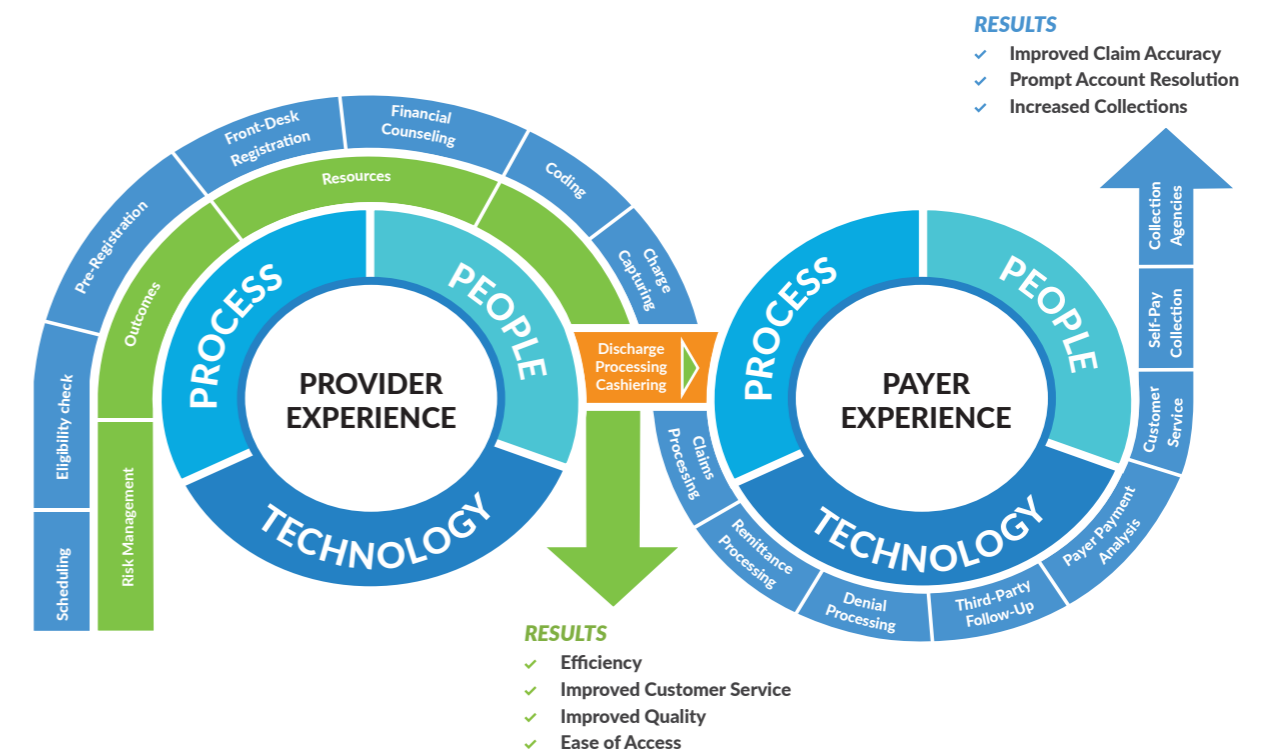 RESULTS
Improved Claim Accuracy
Prompt Account Resolution
Increased Collections
Scheduling
Eligibility check
Pre-Registration
Front-Desk
Registration
Financial
Counseling
Coding
Charge
Capturing
Risk Management
Outcomes
Resources
PROCESS
PEOPLE
TECHNOLOGY
PROVIDER
EXPERIENCE
Discharge
Processing
Cashiering
PROCESS
PEOPLE
TECHNOLOGY
PAYER
EXPERIENCE
Claims
Processing
Remittance
Processing
Denial
Processing
Third-Party
Follow-Up
Payer Payment
Analysis
Customer
Service
Self-Pay
Collection
Collection
Agencies
RESULTS
Efficiency
Improved Customer Service
Improved Quality
Ease of Access